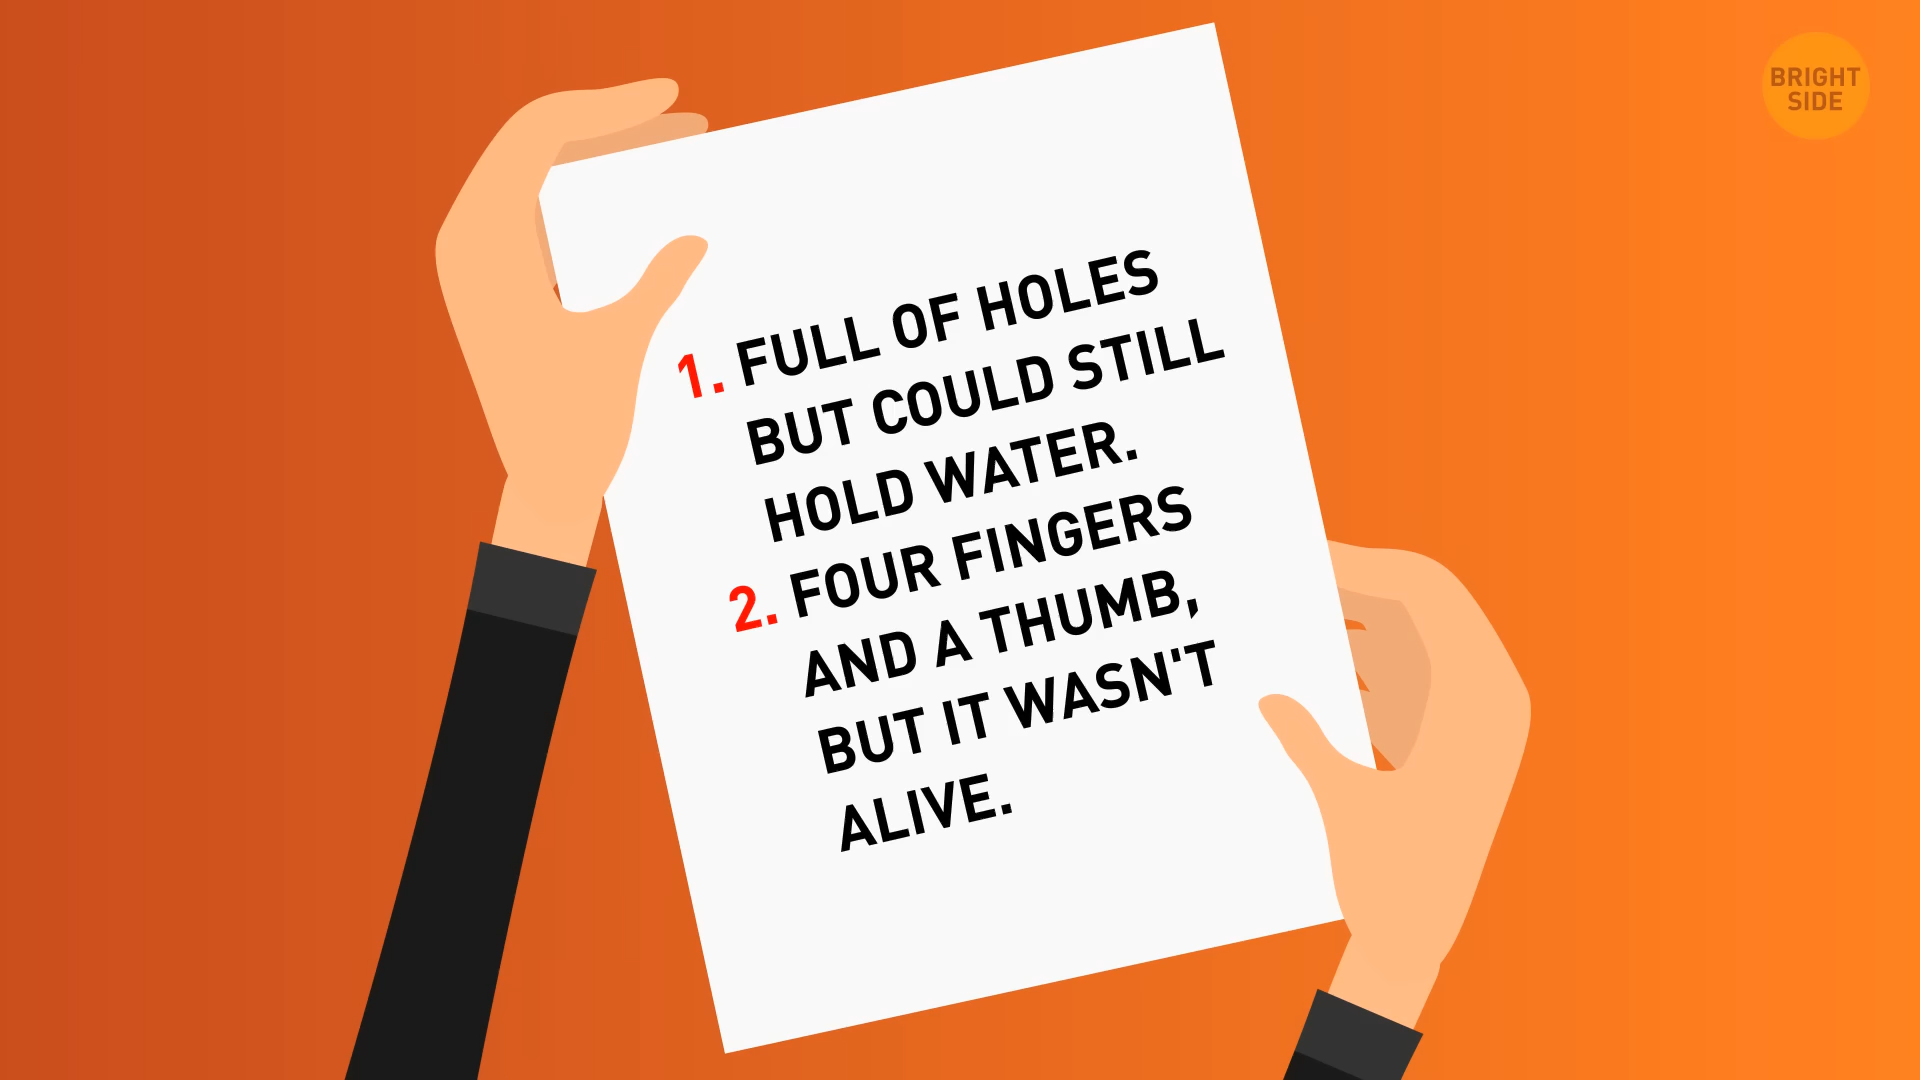 BRIGHT
SIDE
1. FULL OF HOLES
BUT COULD STILL
HOLD WATER.
2. FOUR FINGERS
AND A THUMB,
BUT IT WASN'T
ALIVE.